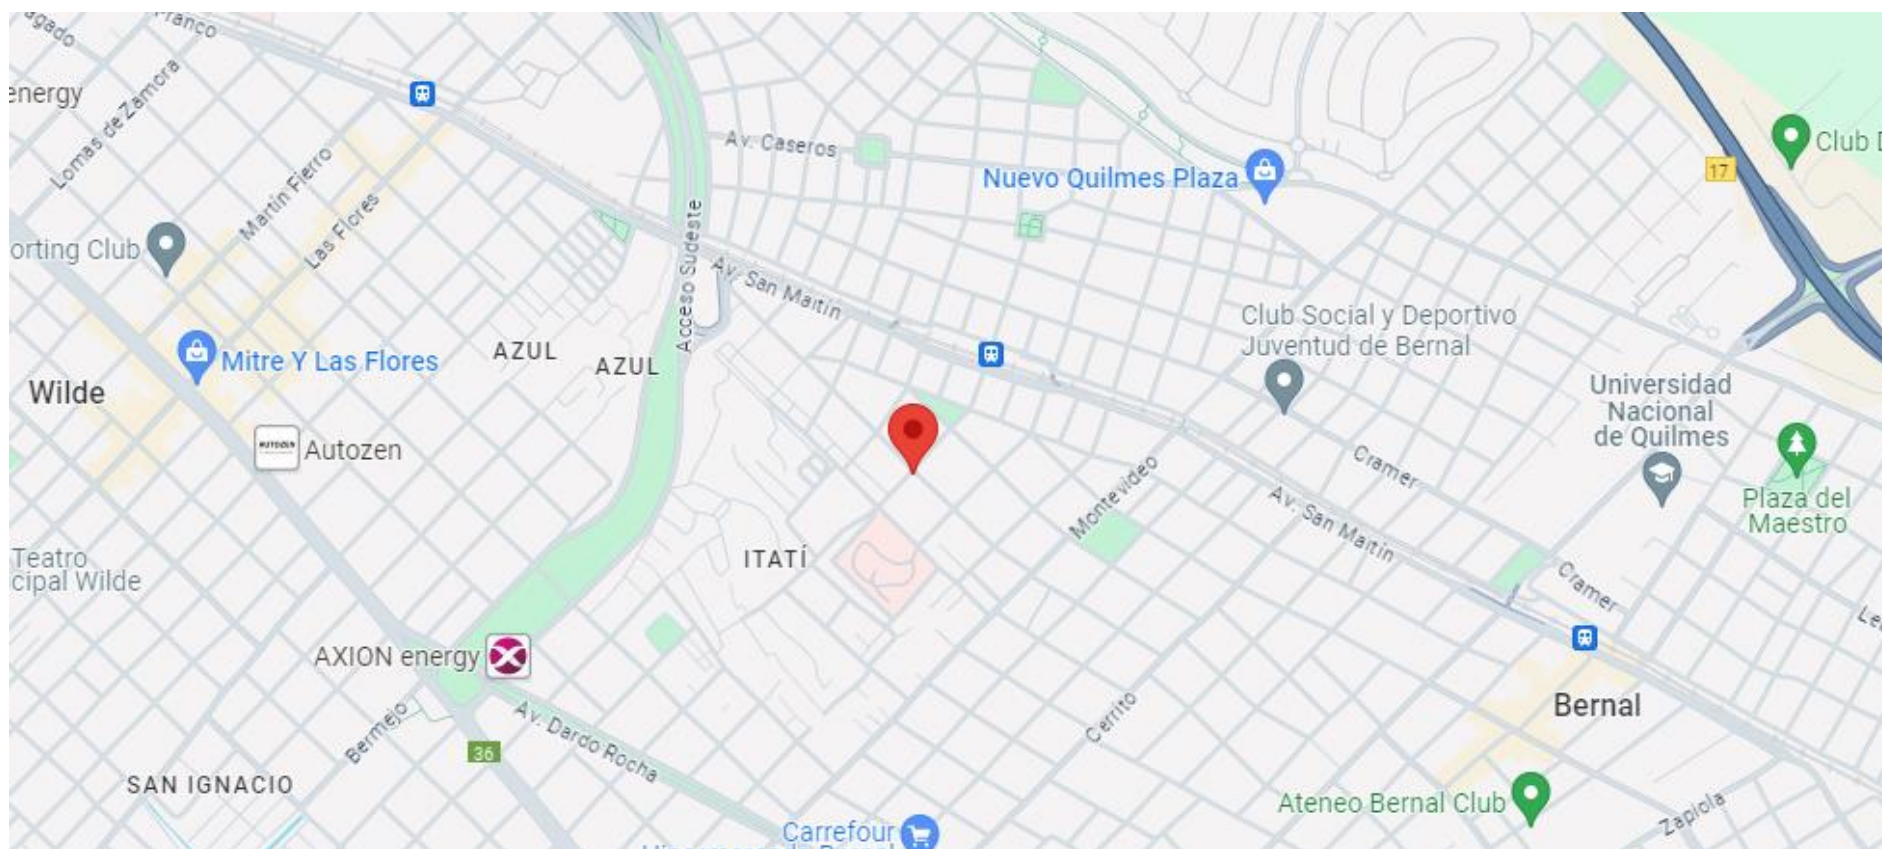 Franco
energy
Lomas de Zamora
Martin Fierro
Las Flores
orting Club
Av. Caseros
Nuevo Quilmes Plaza
17
Club D
Acceso Sudeste
Av. San Martín
AZUL
AZUL
Mitre Y Las Flores
Wilde
Autozen
Club Social y Deportivo
Juventud de Bernal
Universidad
Nacional
de Quilmes
Cramer
Montevideo
Av. San Martín
Plaza del
Maestro
Teatro
cipal Wilde
ITATÍ
Cramer
AXION energy
Bermejo
Av. Dardo Rocha
36
Cerrito
Bernal
SAN IGNACIO
Ateneo Bernal Club
Zapiola
Carrefour